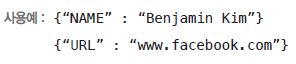 사용예 : {“NAME” : “Benjamin Kim”}
{“URL” : “www.facebook.com”}